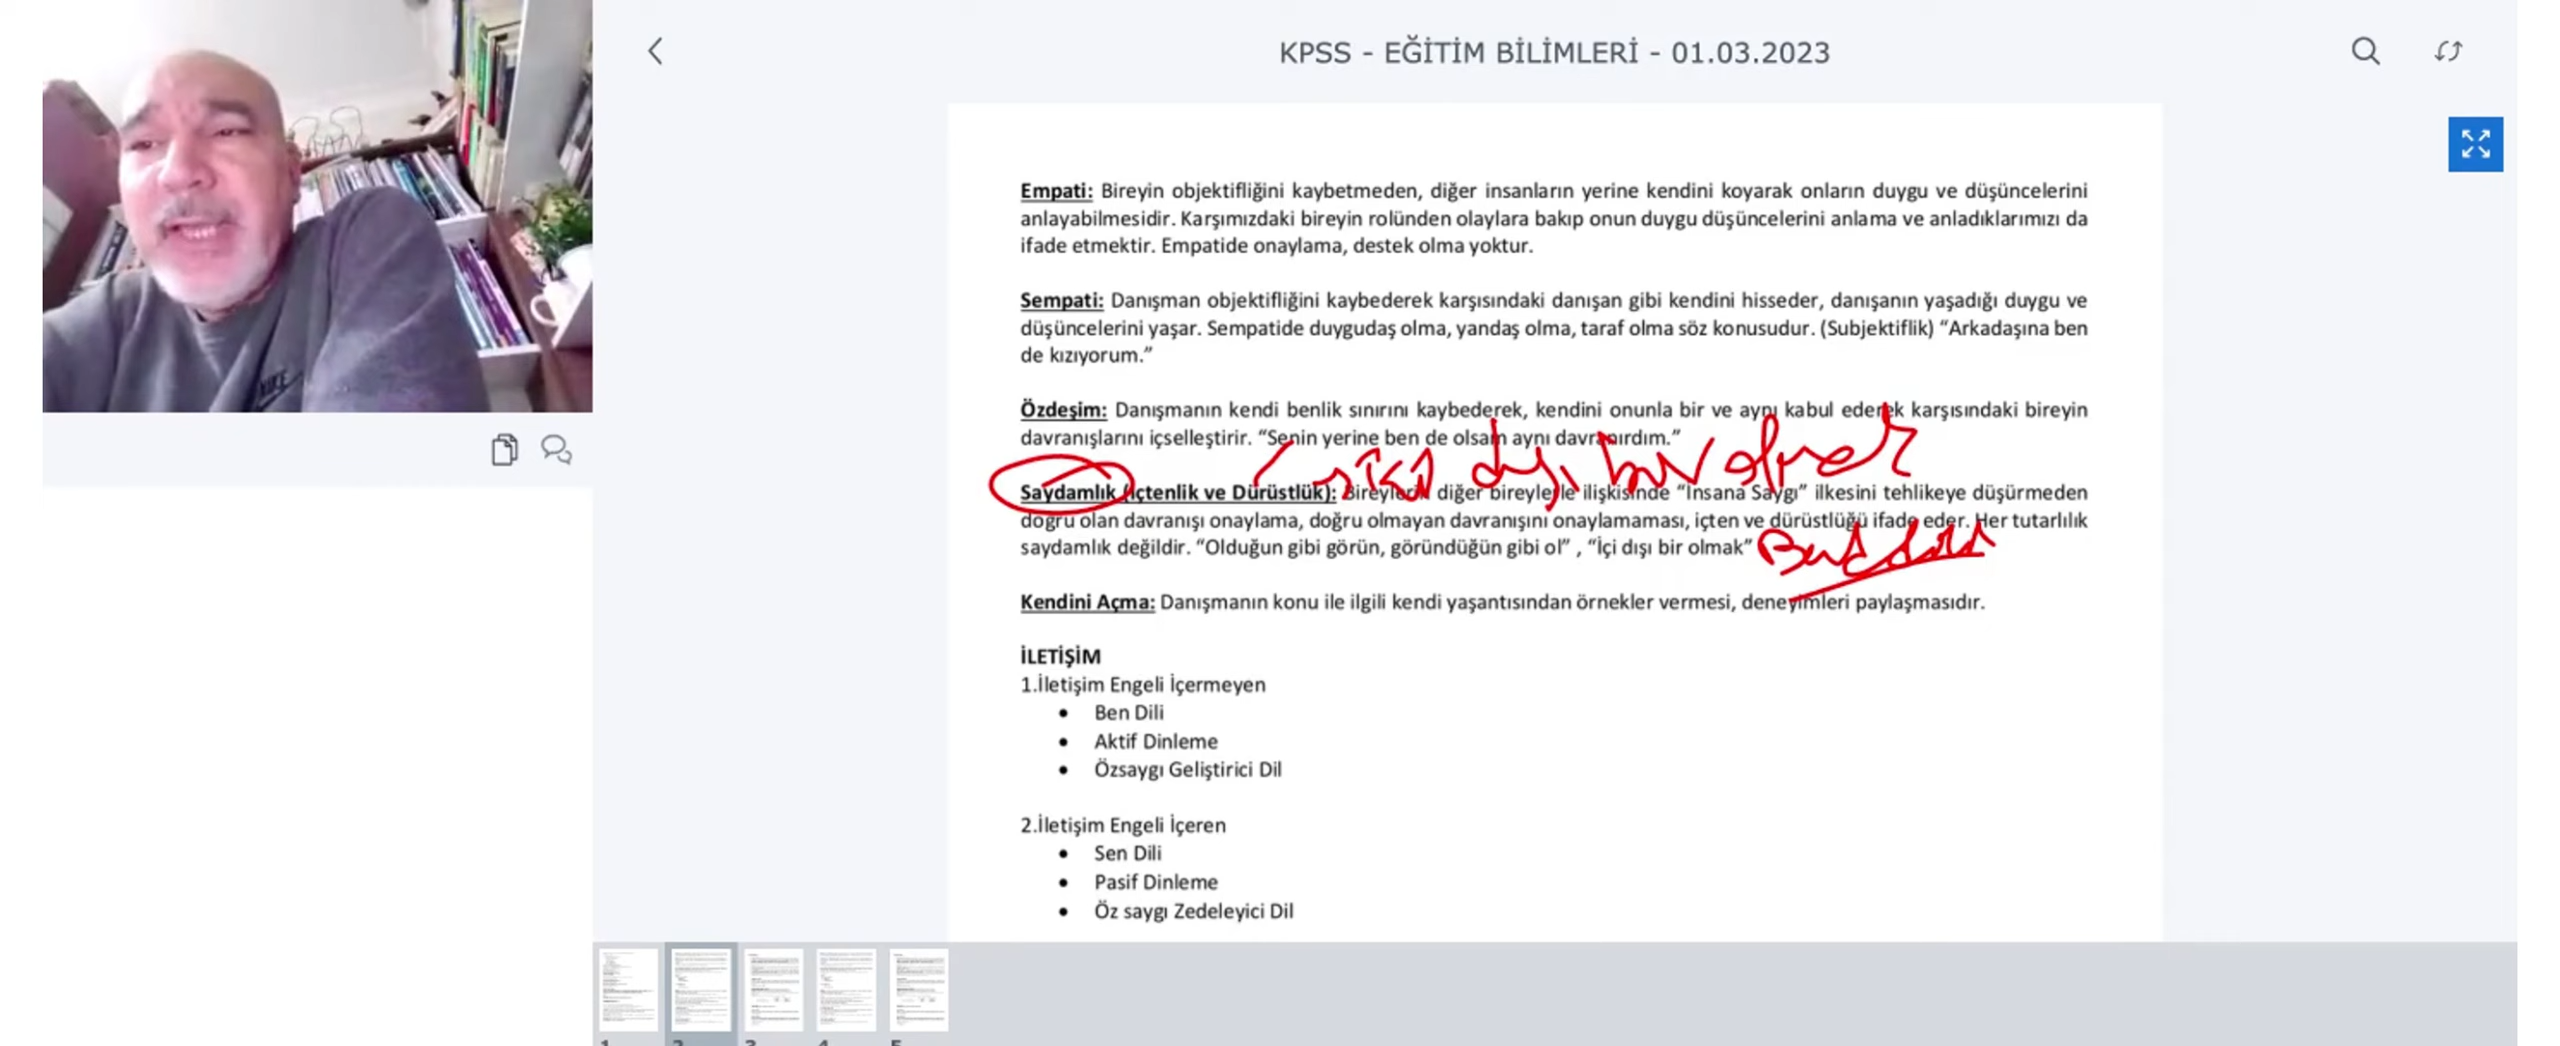 KPSS - EĞİTİM BİLİMLERİ - 01.03.2023
Empati: Bireyin objektifliğini kaybetmeden, diğer insanların yerine kendini koyarak onların duygu ve düşüncelerini
anlayabilmesidir. Karşımızdaki bireyin rolünden olaylara bakıp onun duygu düşüncelerini anlama ve anladıklarımızı da
ifade etmektir. Empatide onaylama, destek olma yoktur.
Sempati: Danışman objektifliğini kaybederek karşısındaki danışan gibi kendini hisseder, danışanın yaşadığı duygu ve
düşüncelerini yaşar. Sempatide duygudaş olma, yandaş olma, taraf olma söz konusudur. (Subjektiflik) “Arkadaşına ben
de kızıyorum.”
Özdeşim: Danışmanın kendi benlik sınırını kaybederek, kendini onunla bir ve aynı kabul ederek karşısındaki bireyin
davranışlarını içselleştirir. “Senin yerine ben de olsam aynı davranırdım.”
dışı bir olmak
Saydamlık (İçtenlik ve Dürüstlük): Bireylerin diğer bireylerle ilişkisinde “İnsana Saygı” ilkesini tehlikeye düşürmeden
doğru olan davranışı onaylama, doğru olmayan davranışını onaylamaması, içten ve dürüstlüğü ifade eder. Her tutarlılık
saydamlık değildir. “Olduğun gibi görün, göründüğün gibi ol” , “İçi dışı bir olmak”
Kendini Açma: Danışmanın konu ile ilgili kendi yaşantısından örnekler vermesi, deneyimleri paylaşmasıdır.
İLETİŞİM
1.İletişim Engeli İçermeyen
• Ben Dili
• Aktif Dinleme
• Özsaygı Geliştirici Dil
2.İletişim Engeli İçeren
• Sen Dili
• Pasif Dinleme
• Öz saygı Zedeleyici Dil
1 2 3 4 5